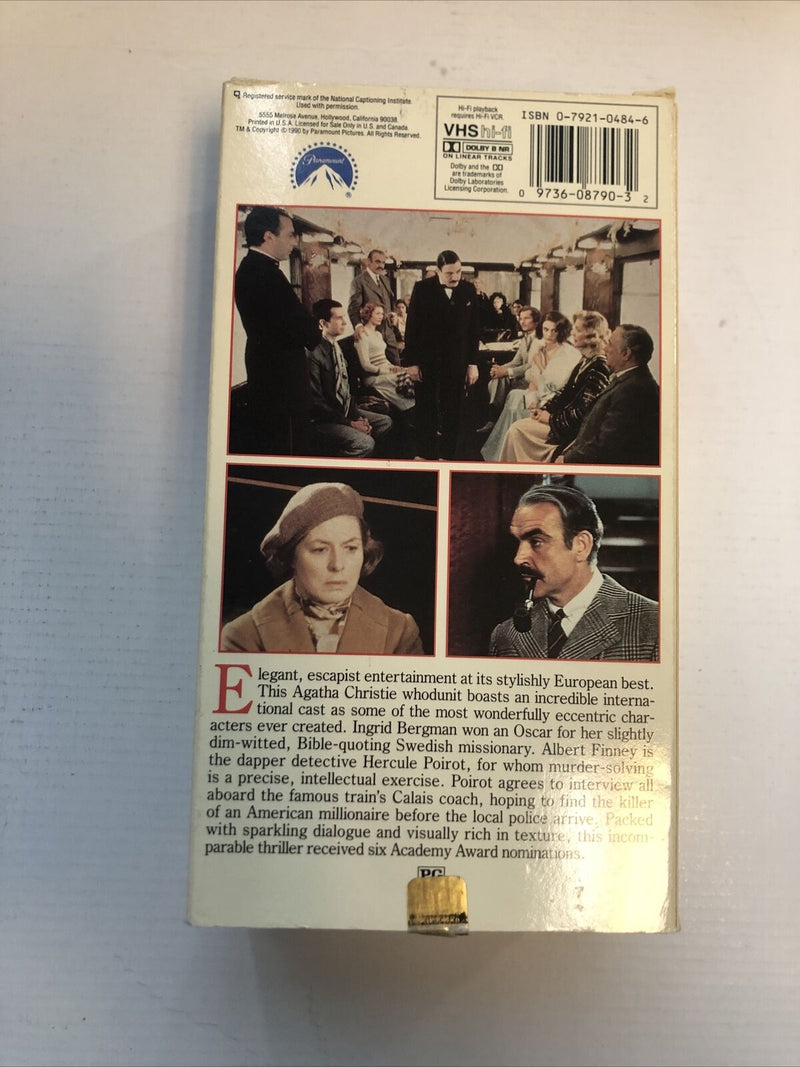 Registered service mark of the National Captioning Institute.
Used with permission.
5555 Melrose Avenue, Hollywood, California 90038.
Printed in U.S.A. Licensed for Sale Only in U.S. and Canada.
TM & Copyright © 1990 by Paramount Pictures. All Rights Reserved.
Paramount
®
Hi-Fi playback
requires Hi-Fi VCR.
VHS hi-fi
DOLBY B NR
ON LINEAR TRACKS
Dolby and the
are trademarks of
Dolby Laboratories
Licensing Corporation.
ISBN 0-7921-0484-6
0 9736-08790-3 2
Elegant, escapist entertainment at its stylishly European best.
This Agatha Christie whodunit boasts an incredible interna-
tional cast as some of the most wonderfully eccentric char-
acters ever created. Ingrid Bergman won an Oscar for her slightly
dim-witted, Bible-quoting Swedish missionary. Albert Finney is
the dapper detective Hercule Poirot, for whom murder-solving
is a precise, intellectual exercise. Poirot agrees to interview all
aboard the famous train's Calais coach, hoping to find the killer
of an American millionaire before the local police arrive. Packed
with sparkling dialogue and visually rich in texture, this incom-
parable thriller received six Academy Award nominations.
PG